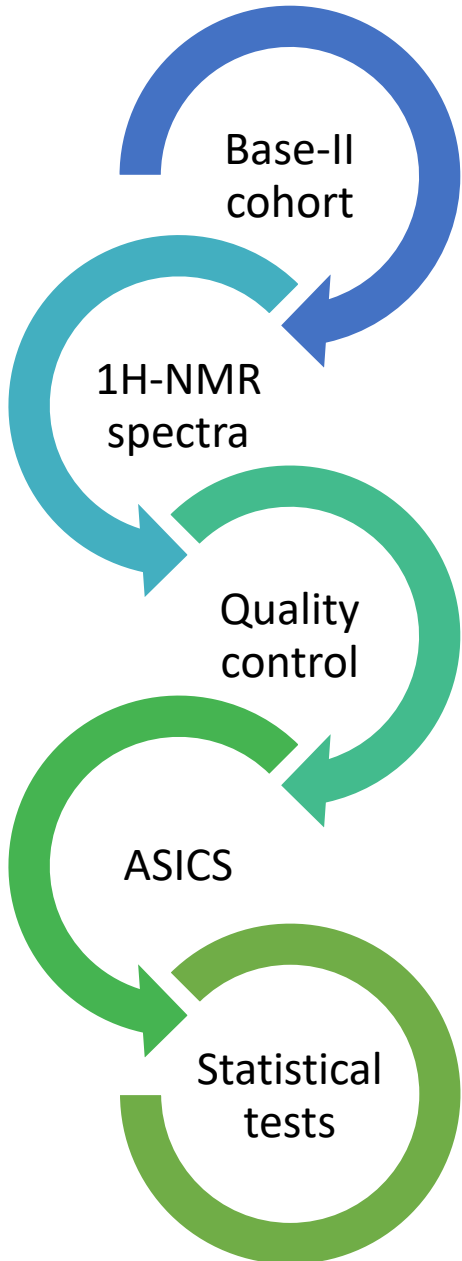 Base-II
cohort
1H-NMR
spectra
Quality
control
ASICS
Statistical
tests